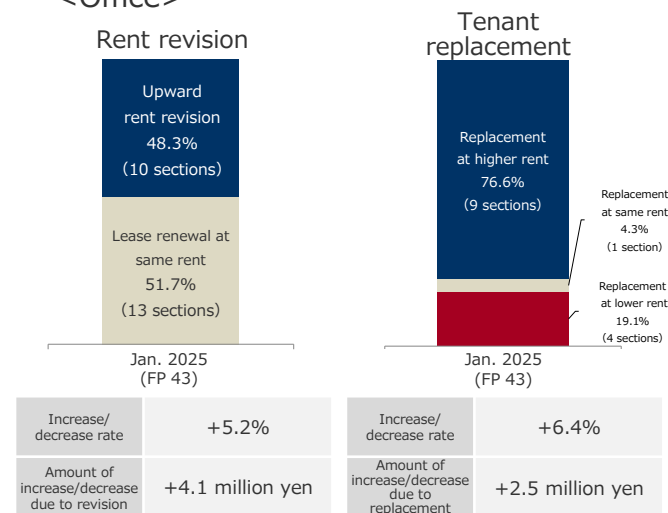 <Office>
Rent revision
Upward
rent revision
48.3%
(10 sections)
Lease renewal at
same rent
51.7%
(13 sections)
Jan. 2025
(FP 43)
Increase/
decrease rate
+5.2%
Amount of
increase/decrease
due to revision
+4.1 million yen
Tenant
replacement
Replacement
at higher rent
76.6%
(9 sections)
Replacement
at same rent
4.3%
(1 section)
Replacement
at lower rent
19.1%
(4 sections)
Jan. 2025
(FP 43)
Increase/
decrease rate
+6.4%
Amount of
increase/decrease
due to
replacement
+2.5 million yen